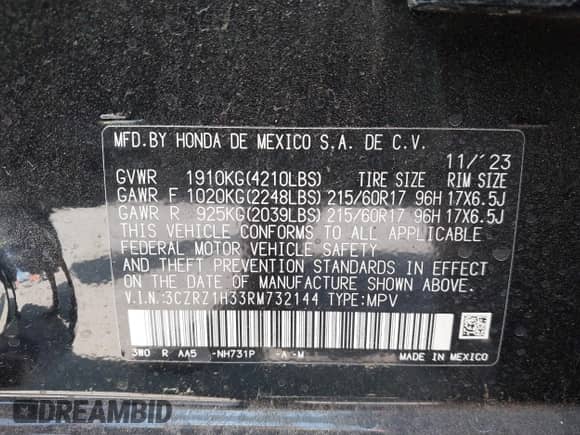 MFD.BY HONDA DE MEXICO S.A. DE C.V.
11/´23
GVWR 1910KG(4210LBS) TIRE SIZE RIM SIZE
GAWR F 1020KG(2248LBS) 215/60R17 96H 17X6.5J
GAWR R 925KG(2039LBS) 215/60R17 96H 17X6.5J
THIS VEHICLE CONFORMS TO ALL APPLICABLE
FEDERAL MOTOR VEHICLE SAFETY
AND THEFT PREVENTION STANDARDS IN EFFECT
ON THE DATE OF MANUFACTURE SHOWN ABOVE.
V.I.N.:3CZRZ1H33RM732144 TYPE:MPV
3W0 R AA5 -NH731P -A -M MADE IN MEXICO
DREAMBID